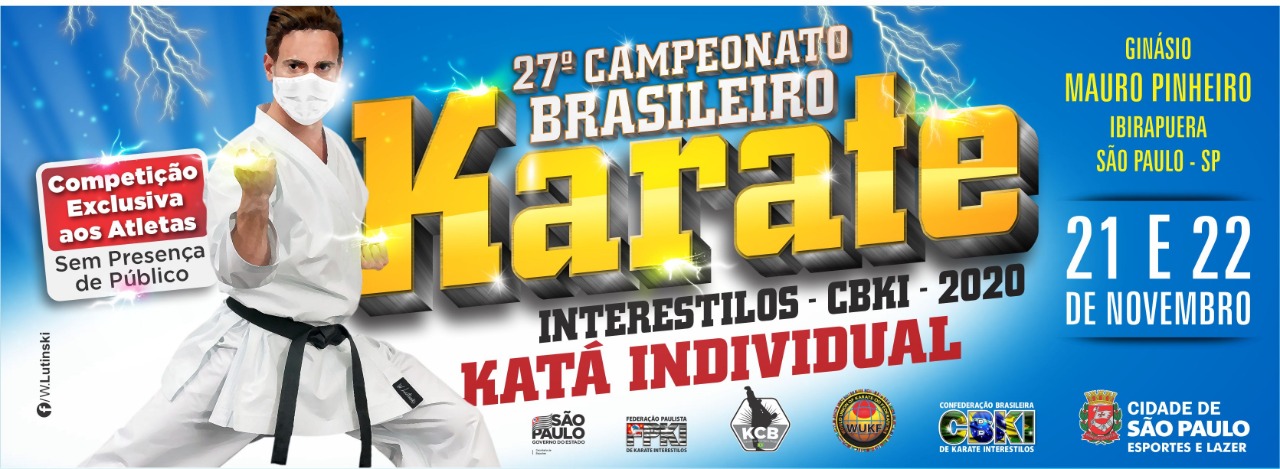 27º CAMPEONATO
BRASILEIRO
Karate
INTERESTILOS - CBKI - 2020
KATÁ INDIVIDUAL
Competição
Exclusiva
aos Atletas
Sem Presença
de Público
GINÁSIO
MAURO PINHEIRO
IBIRAPUERA
SÃO PAULO - SP
21 E 22
DE NOVEMBRO
/W.Lutinski
W.Lutinski
SÃO
PAULO
GOVERNO DO ESTADO
FEDERAÇÃO PAULISTA
FPKI
DE KARATE INTERESTILOS
KCB
WUKF
CONFEDERAÇÃO BRASILEIRA
CBKI
DE KARATE INTERESTILOS
CIDADE DE
SÃO PAULO
ESPORTES E LAZER